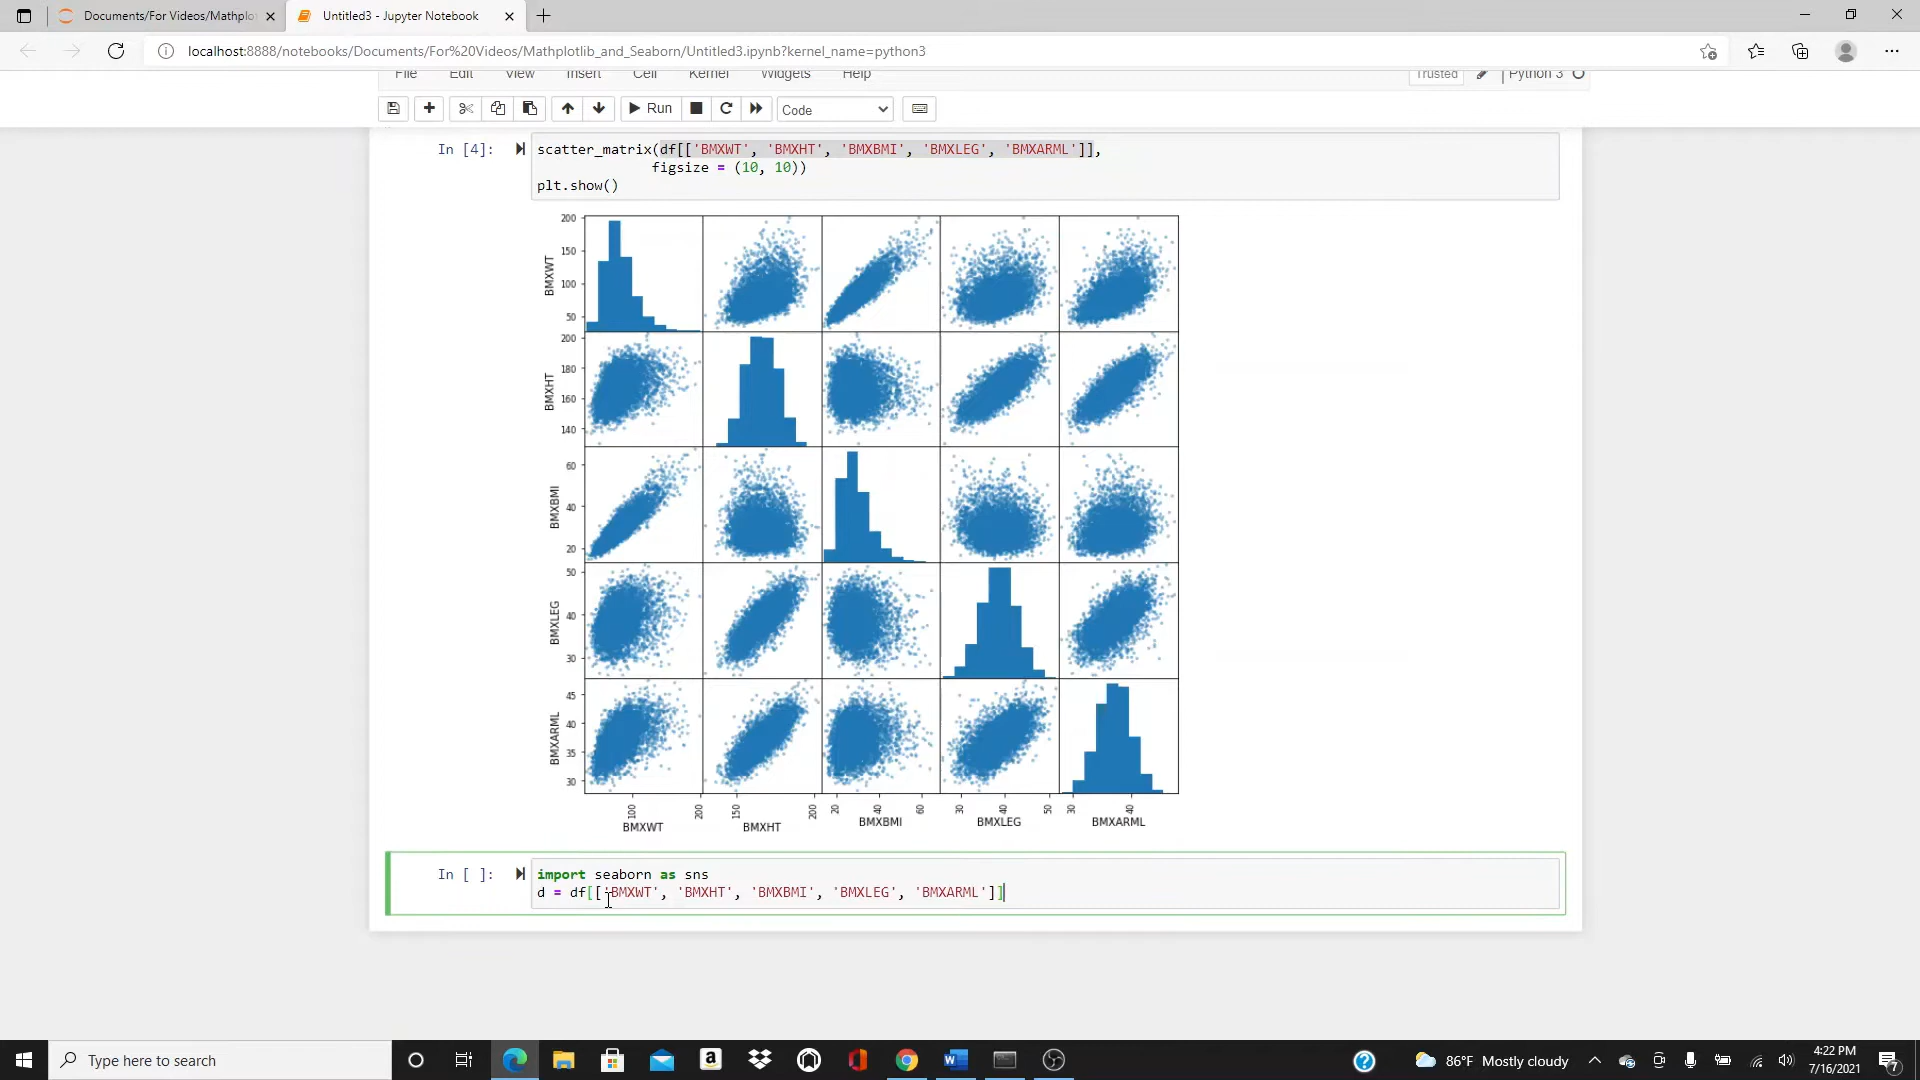 Documents/For Videos/Mathplo
Untitled3 - Jupyter Notebook
localhost:8888/notebooks/Documents/For%20Videos/Mathplotlib_and_Seaborn/Untitled3.ipynb?kernel_name=python3
File Edit View Insert Cell Kernel Widgets Help
Trusted
Python 3
Run
Code
In [4]:
scatter_matrix(df[['BMXWT', 'BMXHT', 'BMXBMI', 'BMXLEG', 'BMXARML']],
figsize = (10, 10))
plt.show()
200
150
100
50
BMXWT
200
180
160
140
BMXHT
60
40
20
BMXBMI
50
40
30
BMXLEG
45
40
35
30
BMXARML
100 200 150 200 20 40 60 30 40 50 30 40
BMXWT BMXHT BMXBMI BMXLEG BMXARML
In [ ]:
import seaborn as sns
d = df[['BMXWT', 'BMXHT', 'BMXBMI', 'BMXLEG', 'BMXARML']]
Type here to search
86°F Mostly cloudy
4:22 PM
7/16/2021
7